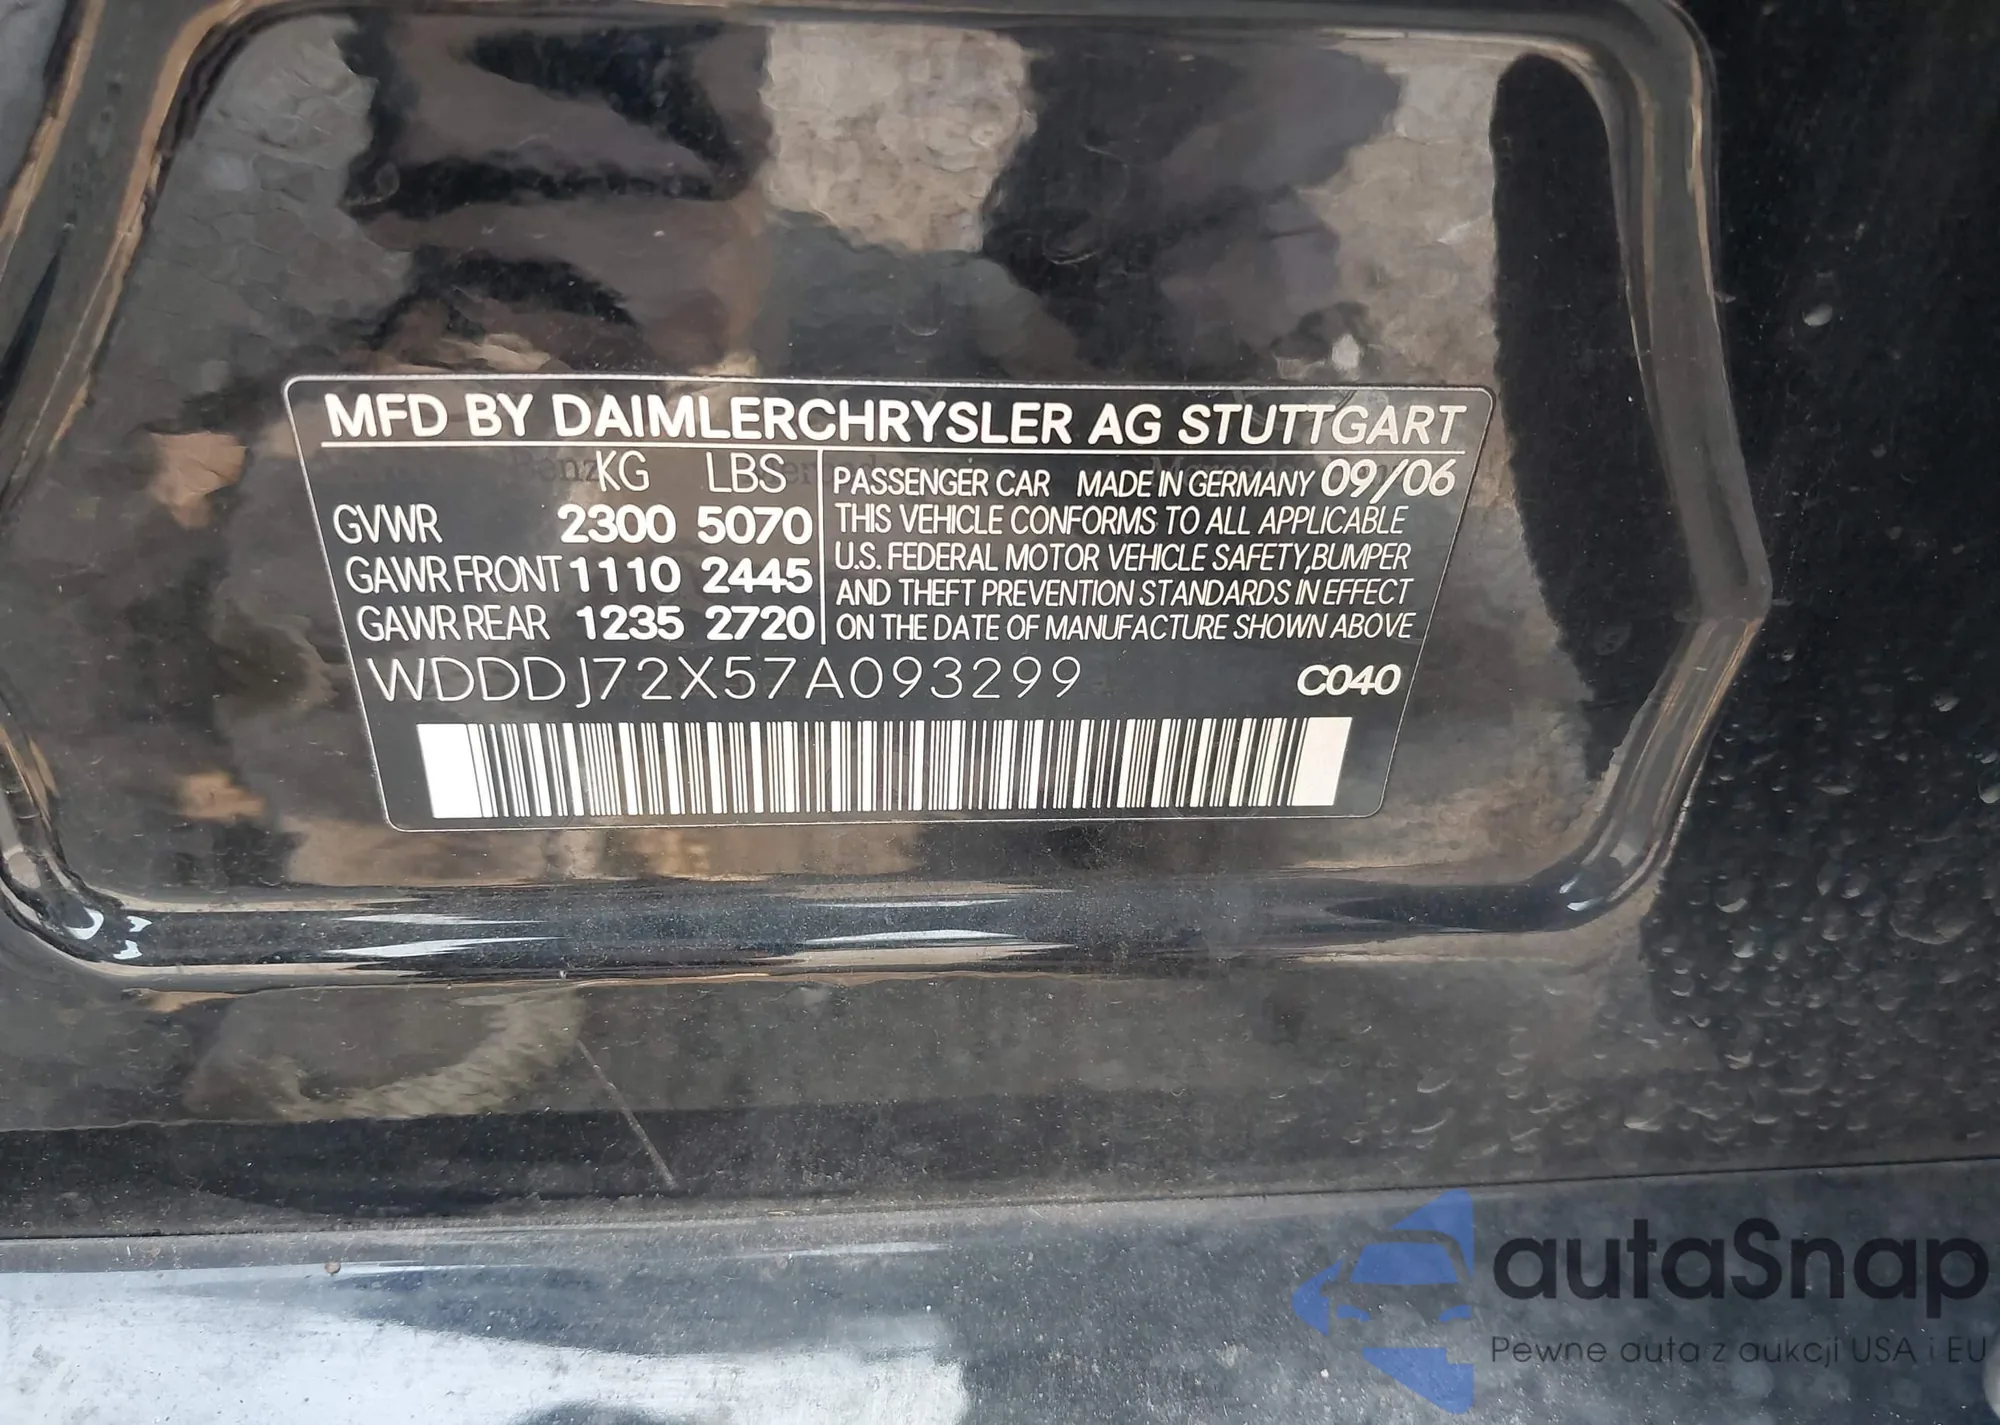 MFD BY DAIMLERCHRYSLER AG STUTTGART
KG LBS
GVWR 2300 5070
GAWR FRONT 1110 2445
GAWR REAR 1235 2720
PASSENGER CAR MADE IN GERMANY 09/06
THIS VEHICLE CONFORMS TO ALL APPLICABLE
U.S. FEDERAL MOTOR VEHICLE SAFETY,BUMPER
AND THEFT PREVENTION STANDARDS IN EFFECT
ON THE DATE OF MANUFACTURE SHOWN ABOVE
WDDDJ72X57A093299 C040
autaSnap
Pewne auta z aukcji USA i EU